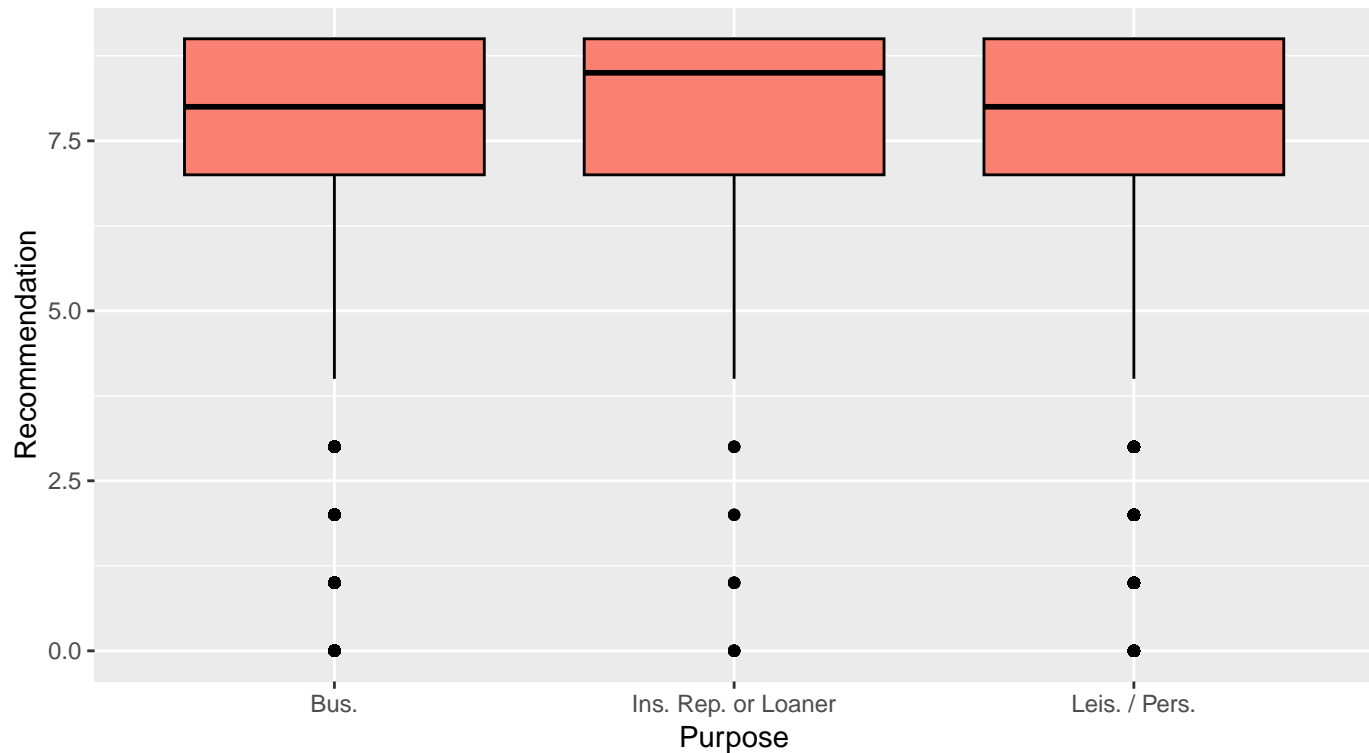 Recommendation
7.5
5.0
2.5
0.0
Bus.
Ins. Rep. or Loaner
Leis. / Pers.
Purpose